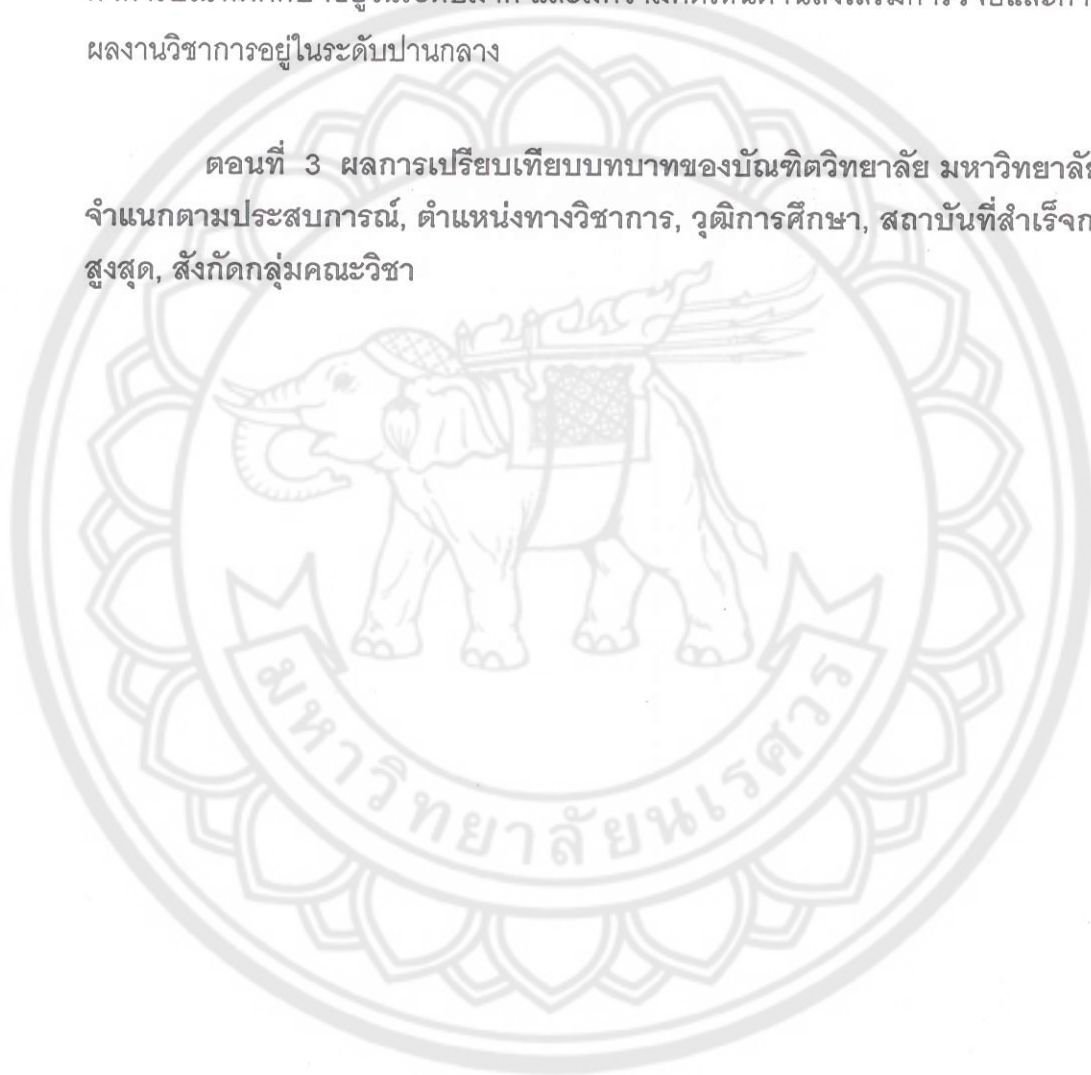 ผลงานวิชาการอยู่ในระดับปานกลาง
ตอนที่ 3 ผลการเปรียบเทียบบทบาทของบัณฑิตวิทยาลัย มหาวิทยาลัย
จำแนกตามประสบการณ์, ตำแหน่งทางวิชาการ, วุฒิการศึกษา, สถาบันที่สำเร็จก
สูงสุด, สังกัดกลุ่มคณะวิชา
มหาวิทยาลัยนเรศวร